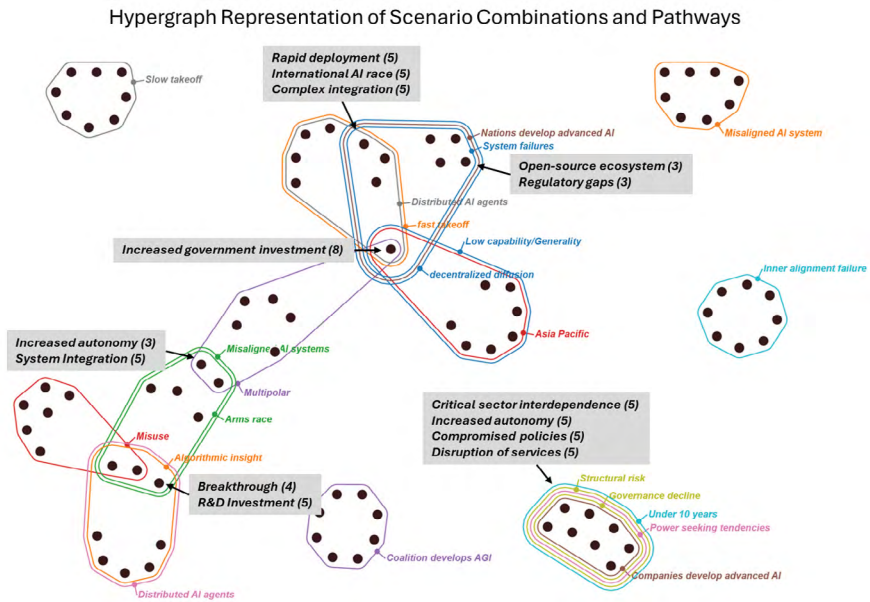 Hypergraph Representation of Scenario Combinations and Pathways
Rapid deployment (5)
International AI race (5)
Complex integration (5)
Slow takeoff
Nations develop advanced AI
System failures
Misaligned AI system
Open-source ecosystem (3)
Regulatory gaps (3)
Distributed AI agents
fast takeoff
Increased government investment (8)
Low capability/Generality
decentralized diffusion
Inner alignment failure
Asia Pacific
Increased autonomy (3)
System Integration (5)
Misaligned AI systems
Multipolar
Arms race
Misuse
Algorithmic insight
Breakthrough (4)
R&D Investment (5)
Critical sector interdependence (5)
Increased autonomy (5)
Compromised policies (5)
Disruption of services (5)
Structural risk
Governance decline
Under 10 years
Power seeking tendencies
Coalition develops AGI
Companies develop advanced AI
Distributed AI agents